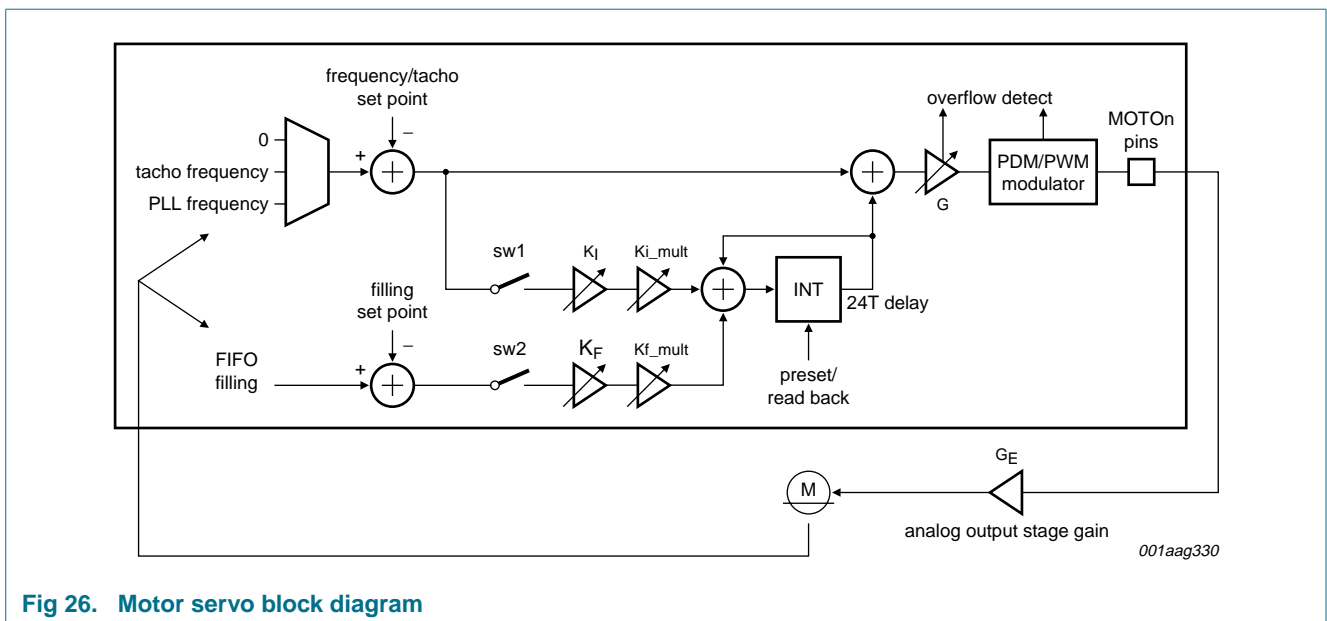 frequency/tacho
set point
overflow detect
MOTOn
pins
0
−
+
+
+
PDM/PWM
modulator
tacho frequency
G
PLL frequency
sw1
KI
Ki_mult
+
INT
24T delay
filling
set point
−
sw2
KF
Kf_mult
preset/
read back
FIFO
filling
+
+
GE
M
analog output stage gain
001aag330
Fig 26. Motor servo block diagram